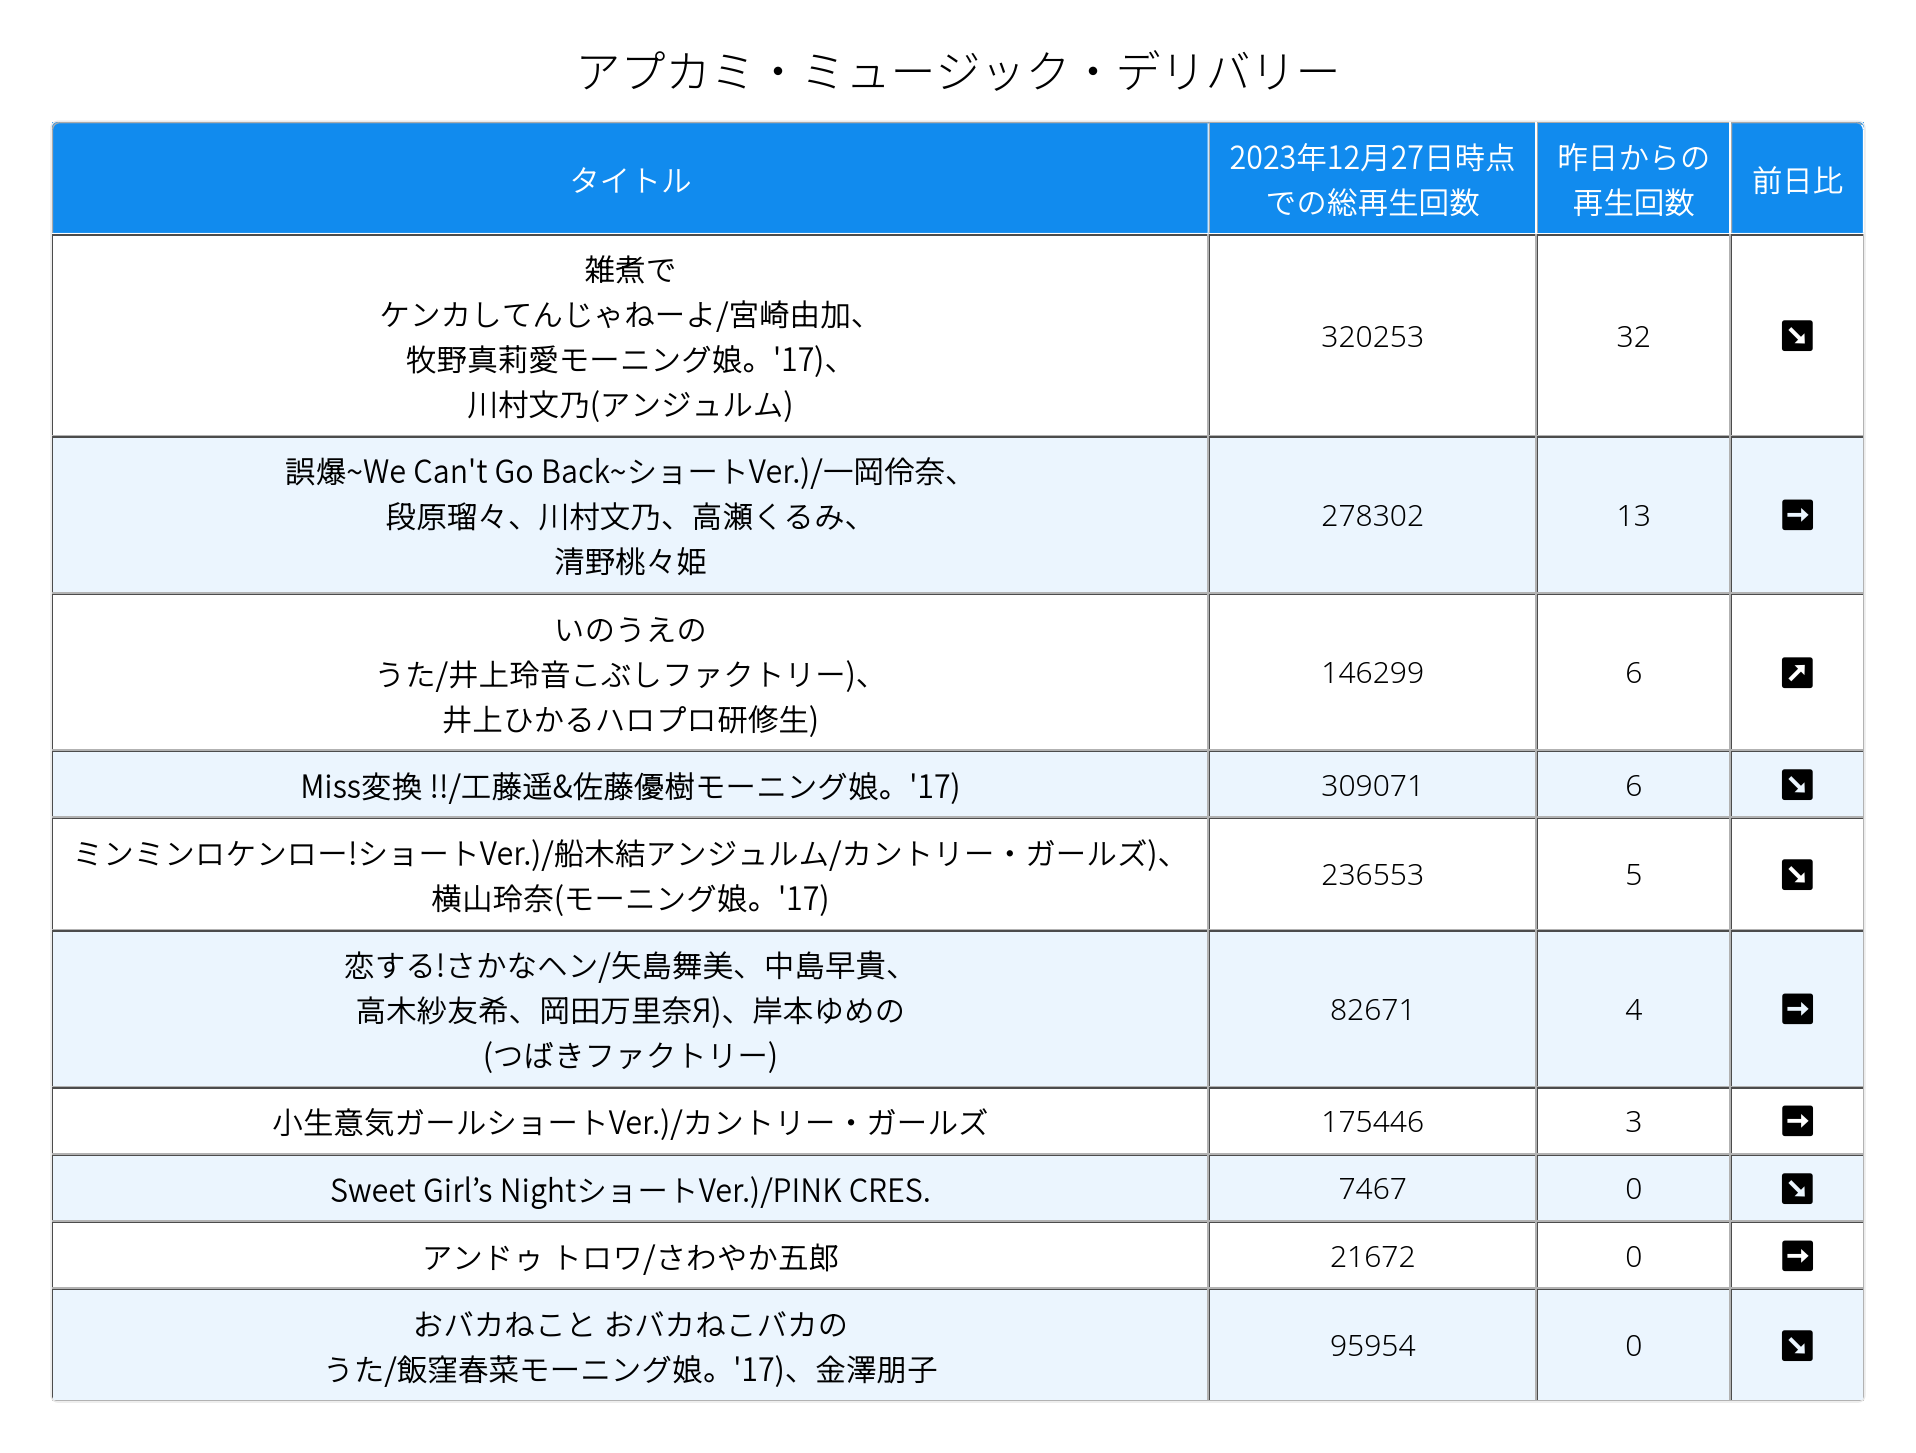 アプカミ・ミュージック・デリバリー
タイトル
2023年12月27日時点
での総再生回数
昨日からの
再生回数
前日比
雑煮で
ケンカしてんじゃねーよ/宮崎由加、
牧野真莉愛モーニング娘。'17)、
川村文乃(アンジュルム)
320253
32
誤爆~We Can't Go Back~ショートVer.)/一岡伶奈、
段原瑠々、川村文乃、高瀬くるみ、
清野桃々姫
278302
13
いのうえの
うた/井上玲音こぶしファクトリー)、
井上ひかるハロプロ研修生)
146299
6
Miss変換 !!/工藤遥&佐藤優樹モーニング娘。'17)
309071
6
ミンミンロケンロー!ショートVer.)/船木結アンジュルム/カントリー・ガールズ)、
横山玲奈(モーニング娘。'17)
236553
5
恋する!さかなヘン/矢島舞美、中島早貴、
高木紗友希、岡田万里奈Я)、岸本ゆめの
(つばきファクトリー)
82671
4
小生意気ガールショートVer.)/カントリー・ガールズ
175446
3
Sweet Girl’s NightショートVer.)/PINK CRES.
7467
0
アンドゥ トロワ/さわやか五郎
21672
0
おバカねこと おバカねこバカの
うた/飯窪春菜モーニング娘。'17)、金澤朋子
95954
0